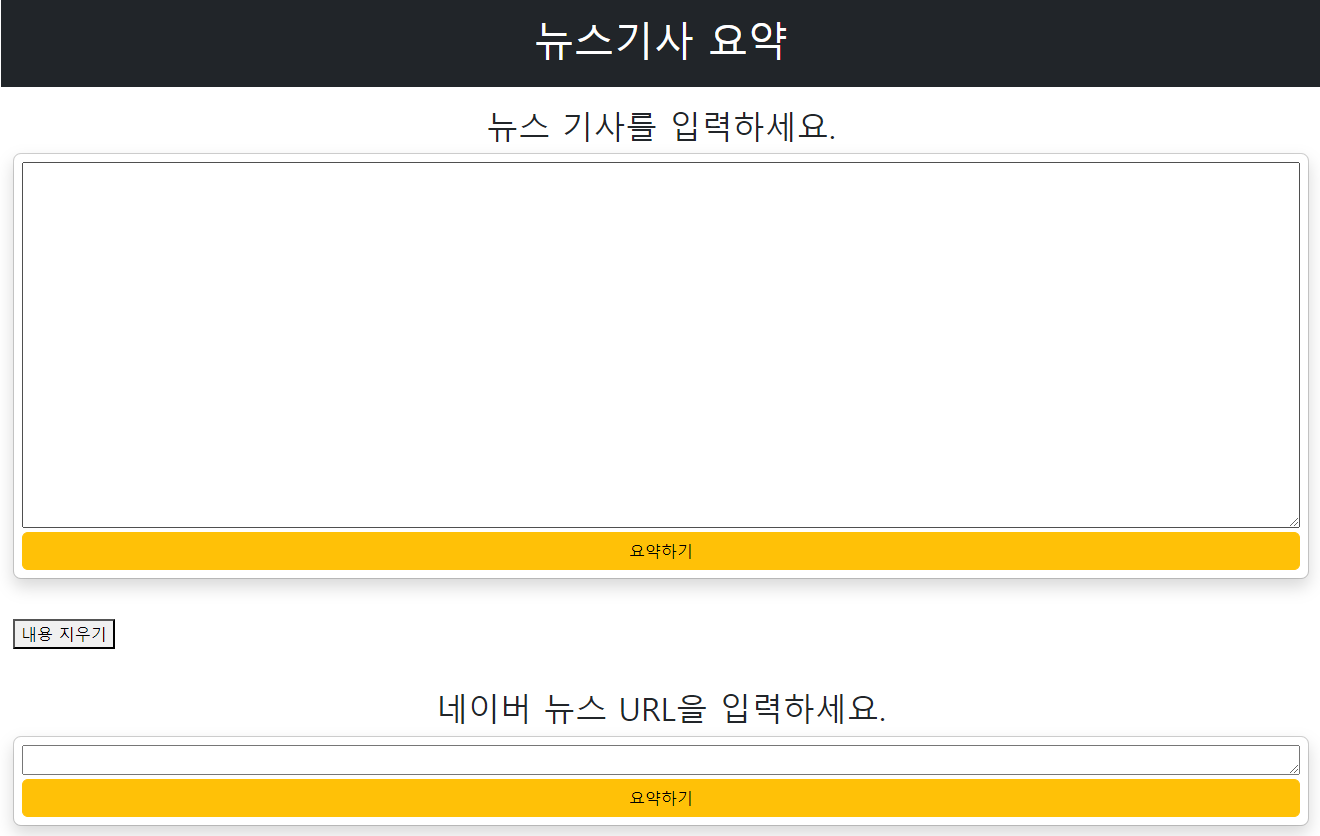 뉴스기사 요약
뉴스 기사를 입력하세요.
요약하기
내용 지우기
네이버 뉴스 URL을 입력하세요.
요약하기